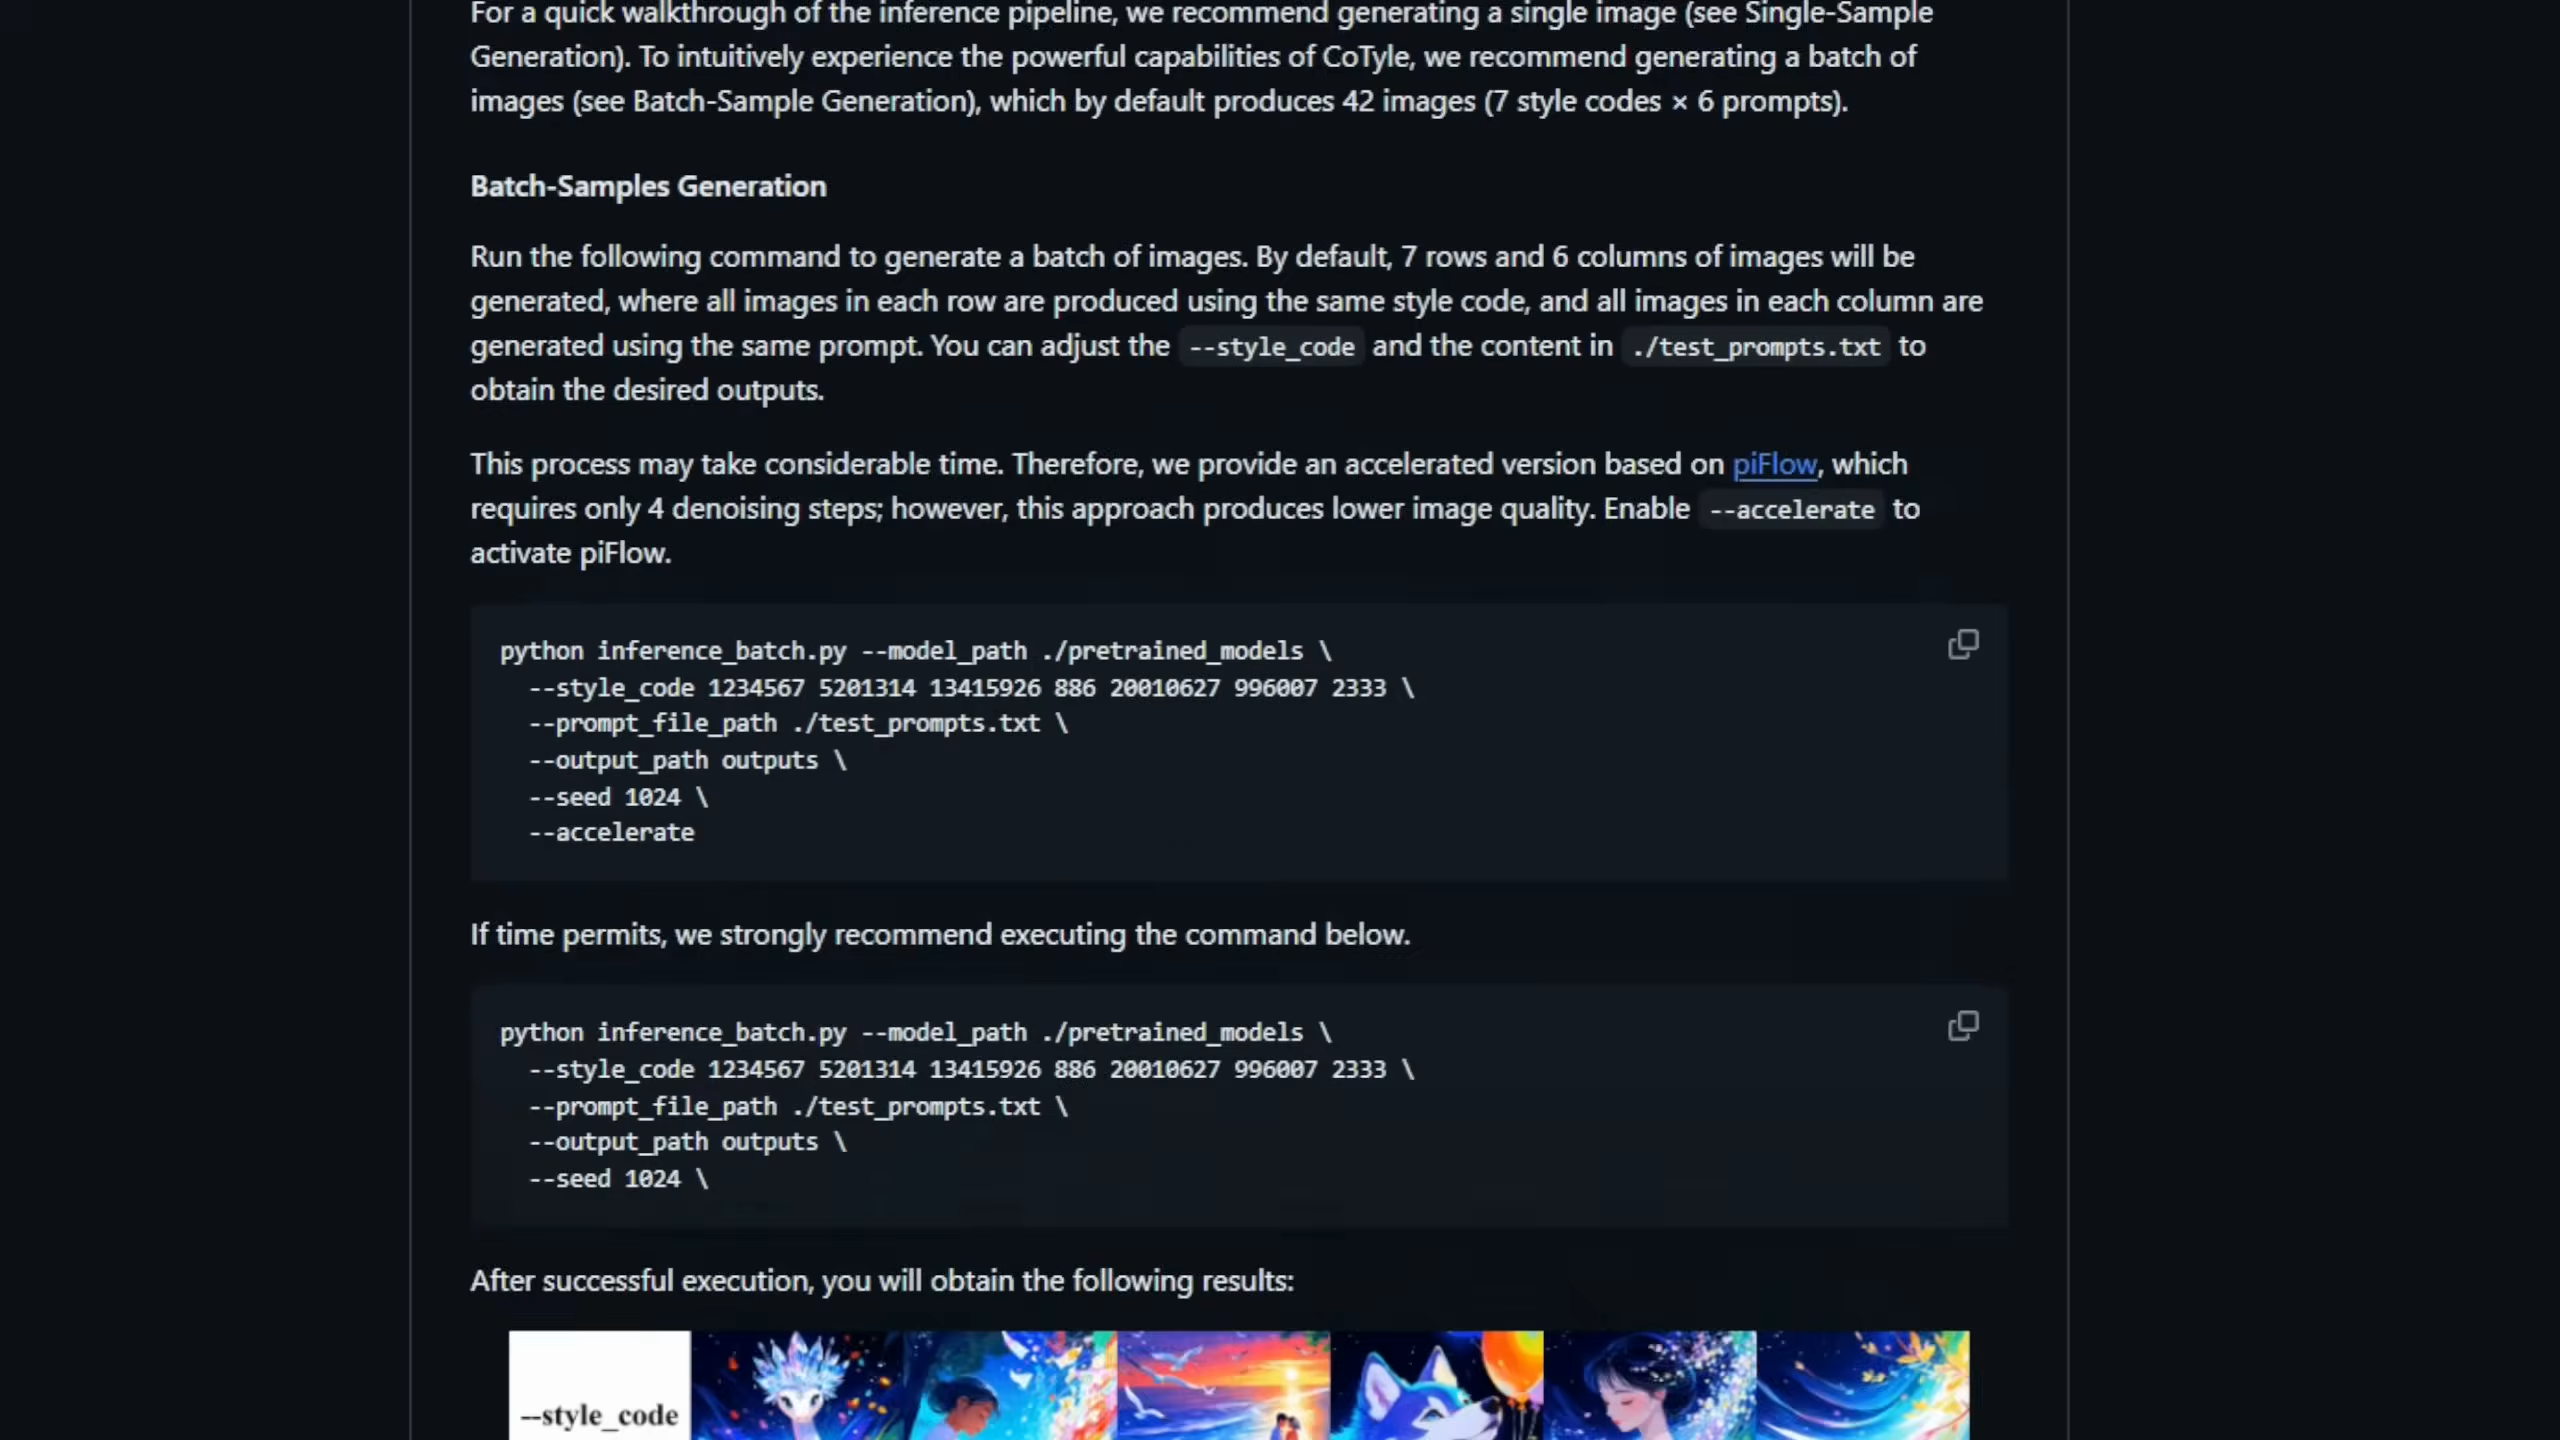 For a quick walkthrough of the inference pipeline, we recommend generating a single image (see Single-Sample
Generation). To intuitively experience the powerful capabilities of CoTyle, we recommend generating a batch of
images (see Batch-Sample Generation), which by default produces 42 images (7 style codes × 6 prompts).
Batch-Samples Generation
Run the following command to generate a batch of images. By default, 7 rows and 6 columns of images will be
generated, where all images in each row are produced using the same style code, and all images in each column are
generated using the same prompt. You can adjust the --style_code and the content in ./test_prompts.txt to
obtain the desired outputs.
This process may take considerable time. Therefore, we provide an accelerated version based on piFlow, which
requires only 4 denoising steps; however, this approach produces lower image quality. Enable --accelerate to
activate piFlow.
python inference_batch.py --model_path ./pretrained_models \
--style_code 1234567 5201314 13415926 886 20010627 996007 2333 \
--prompt_file_path ./test_prompts.txt \
--output_path outputs \
--seed 1024 \
--accelerate
If time permits, we strongly recommend executing the command below.
python inference_batch.py --model_path ./pretrained_models \
--style_code 1234567 5201314 13415926 886 20010627 996007 2333 \
--prompt_file_path ./test_prompts.txt \
--output_path outputs \
--seed 1024 \
After successful execution, you will obtain the following results:
--style_code